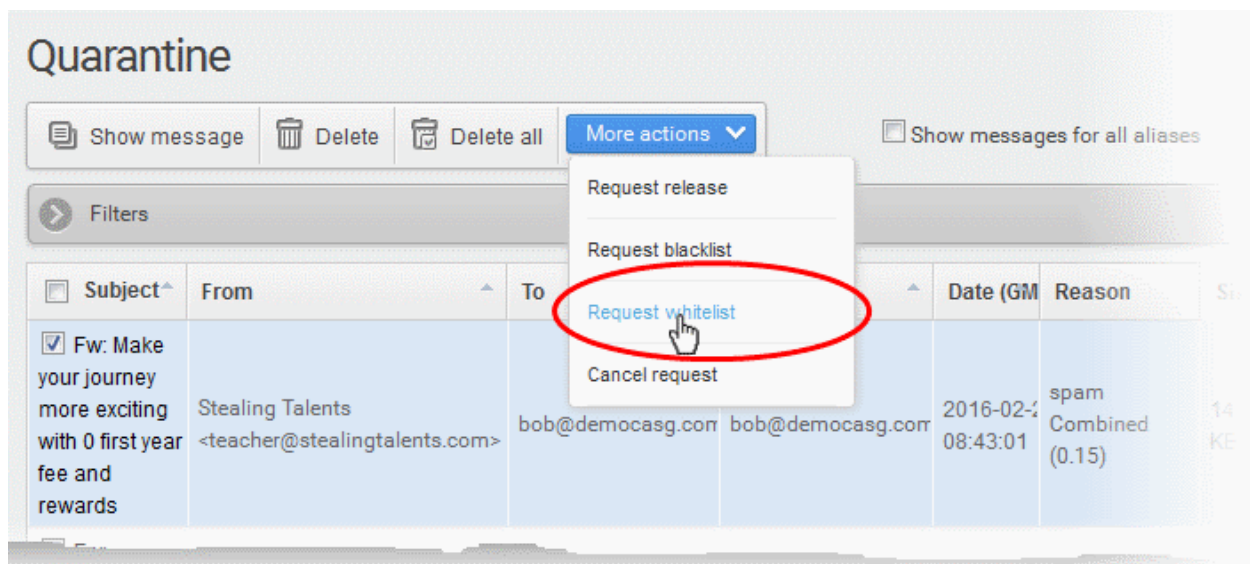 Quarantine
Show message Delete Delete all More actions Show messages for all aliases
Request release
Filters
Request blacklist
Subject From To Date (GM Reason
Request whitelist
Cancel request
Fw: Make
your journey
more exciting
with 0 first year
fee and
rewards
Stealing Talents
<teacher@stealingtalents.com>
bob@democasg.com bob@democasg.com
2016-02-2
08:43:01
spam
Combined
(0.15)
14
KB